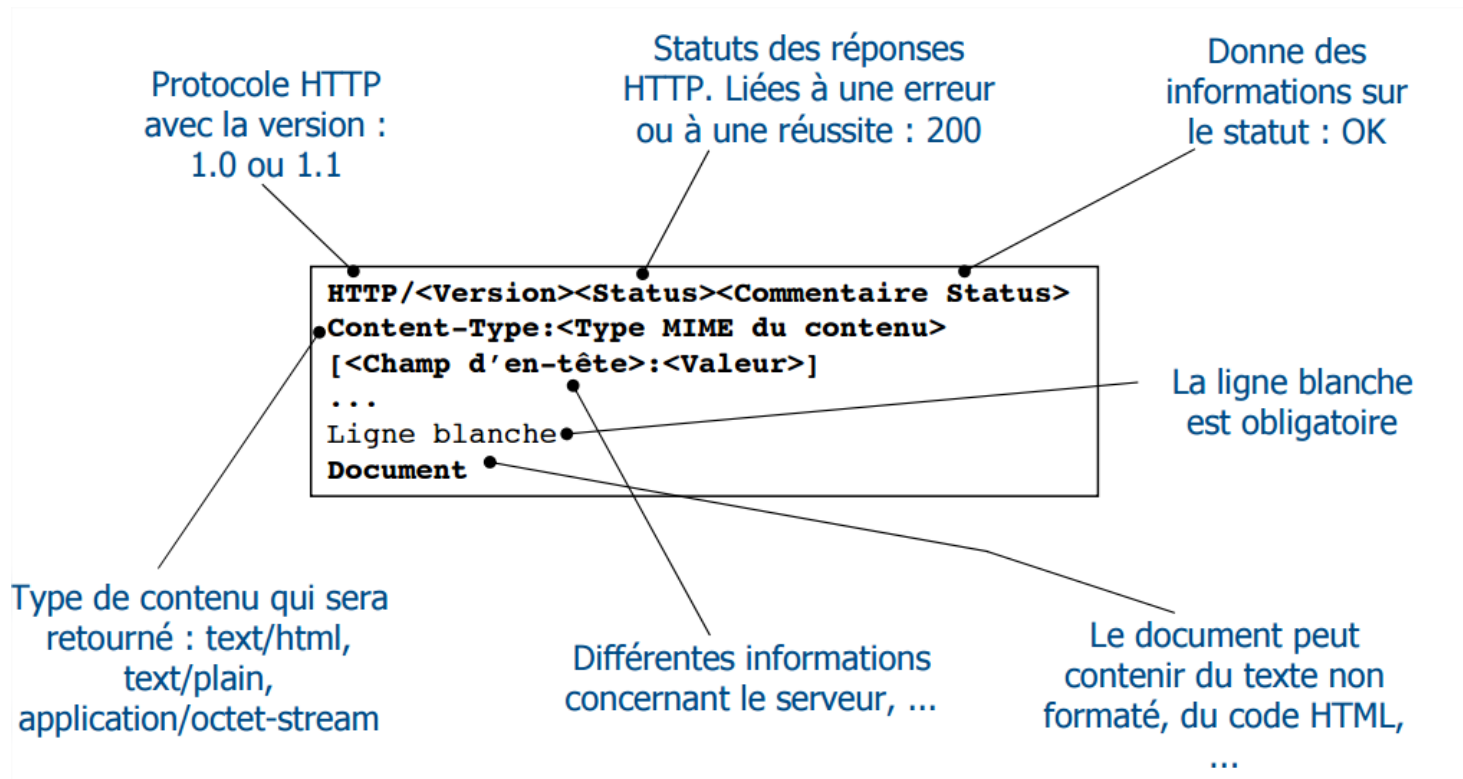 Protocole HTTP
avec la version :
1.0 ou 1.1
Statuts des réponses
HTTP. Liées à une erreur
ou à une réussite : 200
Donne des
informations sur
le statut : OK
HTTP/<Version><Status><Commentaire Status>
Content-Type:<Type MIME du contenu>
[<Champ d’en-tête>:<Valeur>]
...
Ligne blanche
Document
La ligne blanche
est obligatoire
Type de contenu qui sera
retourné : text/html,
text/plain,
application/octet-stream
Différentes informations
concernant le serveur, ...
Le document peut
contenir du texte non
formaté, du code HTML,
...